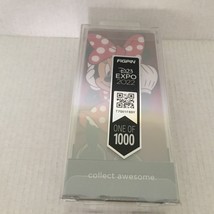 FiGPiN
D23
EXPO
2022
ONE OF
1000
collect awesome